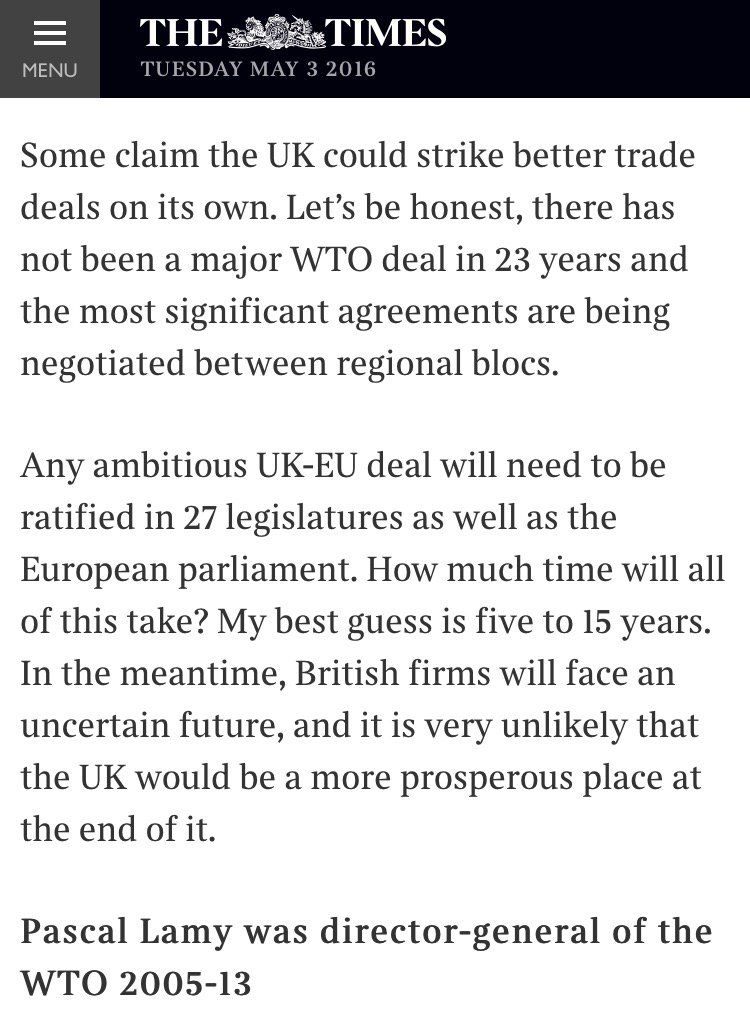 THE TIMES
MENU
TUESDAY MAY 3 2016
Some claim the UK could strike better trade
deals on its own. Let’s be honest, there has
not been a major WTO deal in 23 years and
the most significant agreements are being
negotiated between regional blocs.
Any ambitious UK-EU deal will need to be
ratified in 27 legislatures as well as the
European parliament. How much time will all
of this take? My best guess is five to 15 years.
In the meantime, British firms will face an
uncertain future, and it is very unlikely that
the UK would be a more prosperous place at
the end of it.
Pascal Lamy was director-general of the
WTO 2005-13